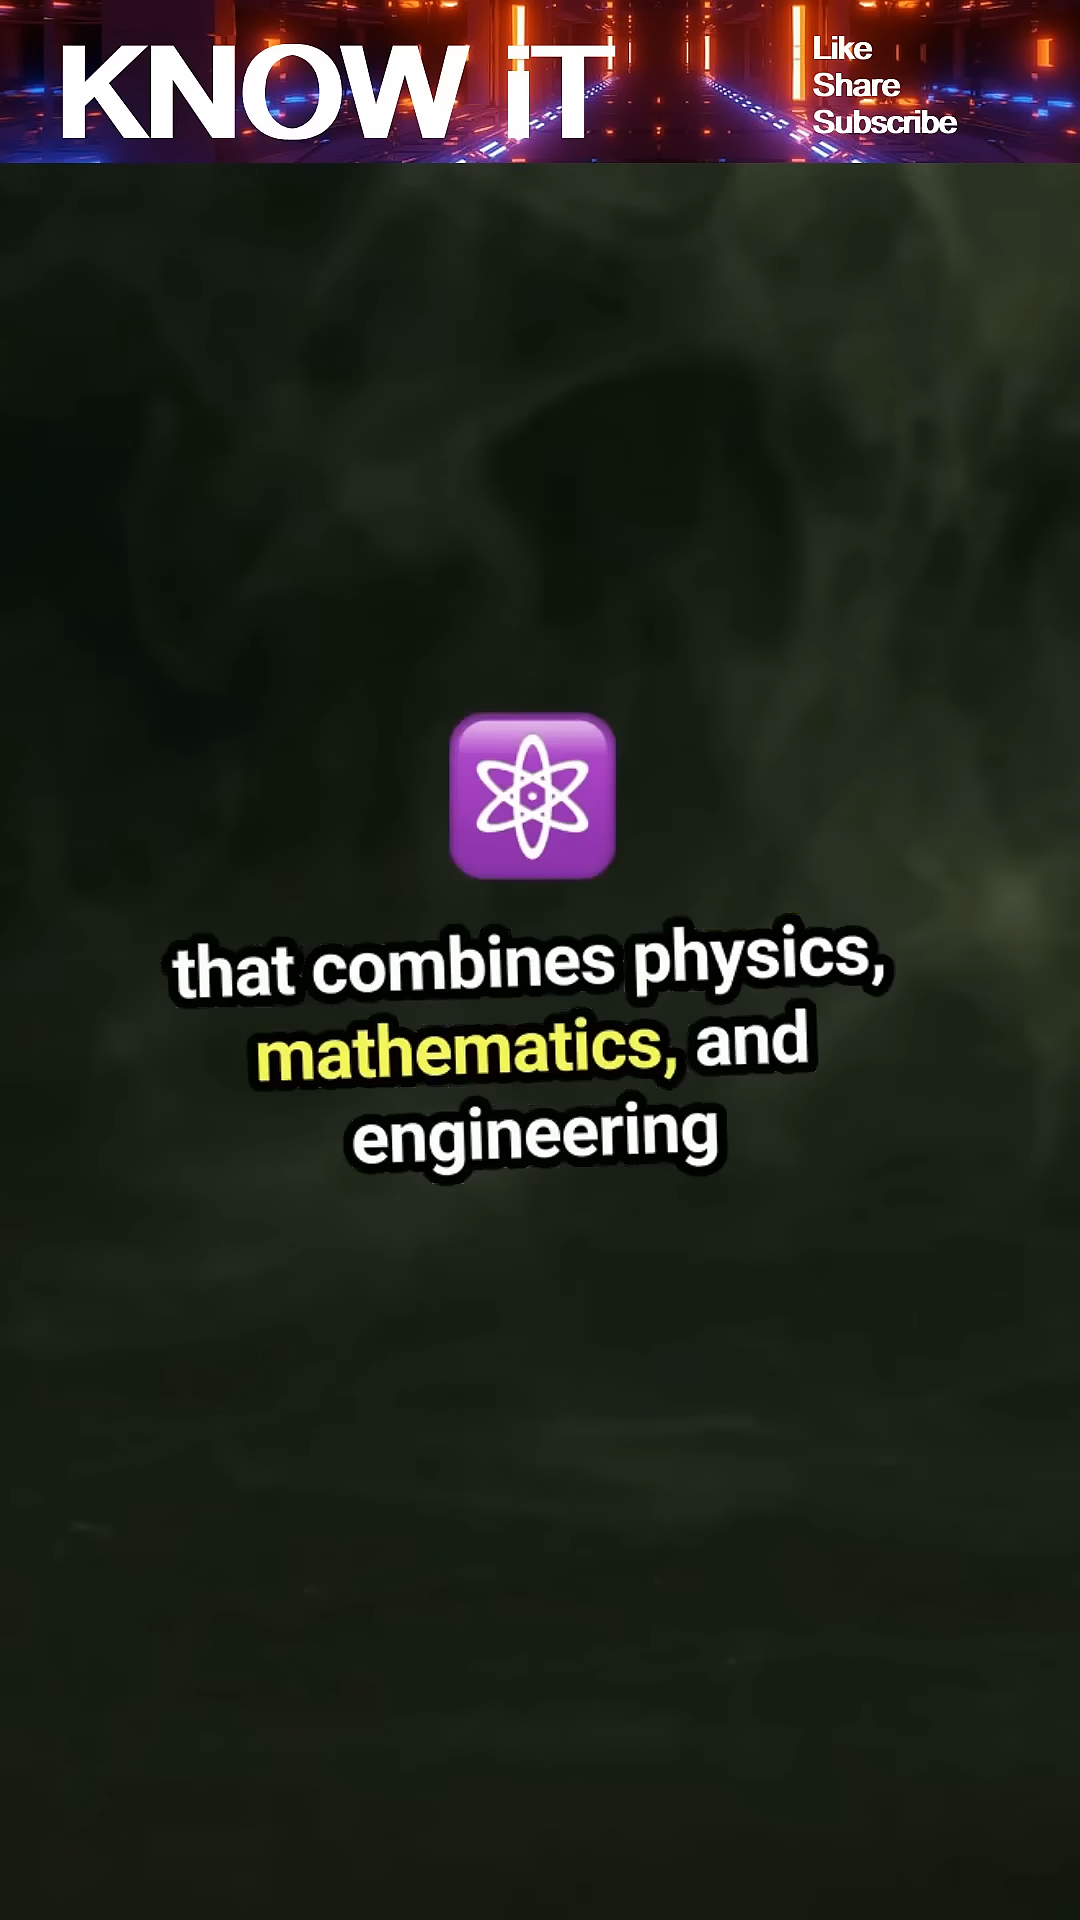 KNOW iT
Like
Share
Subscribe
that combines physics,
mathematics, and
engineering